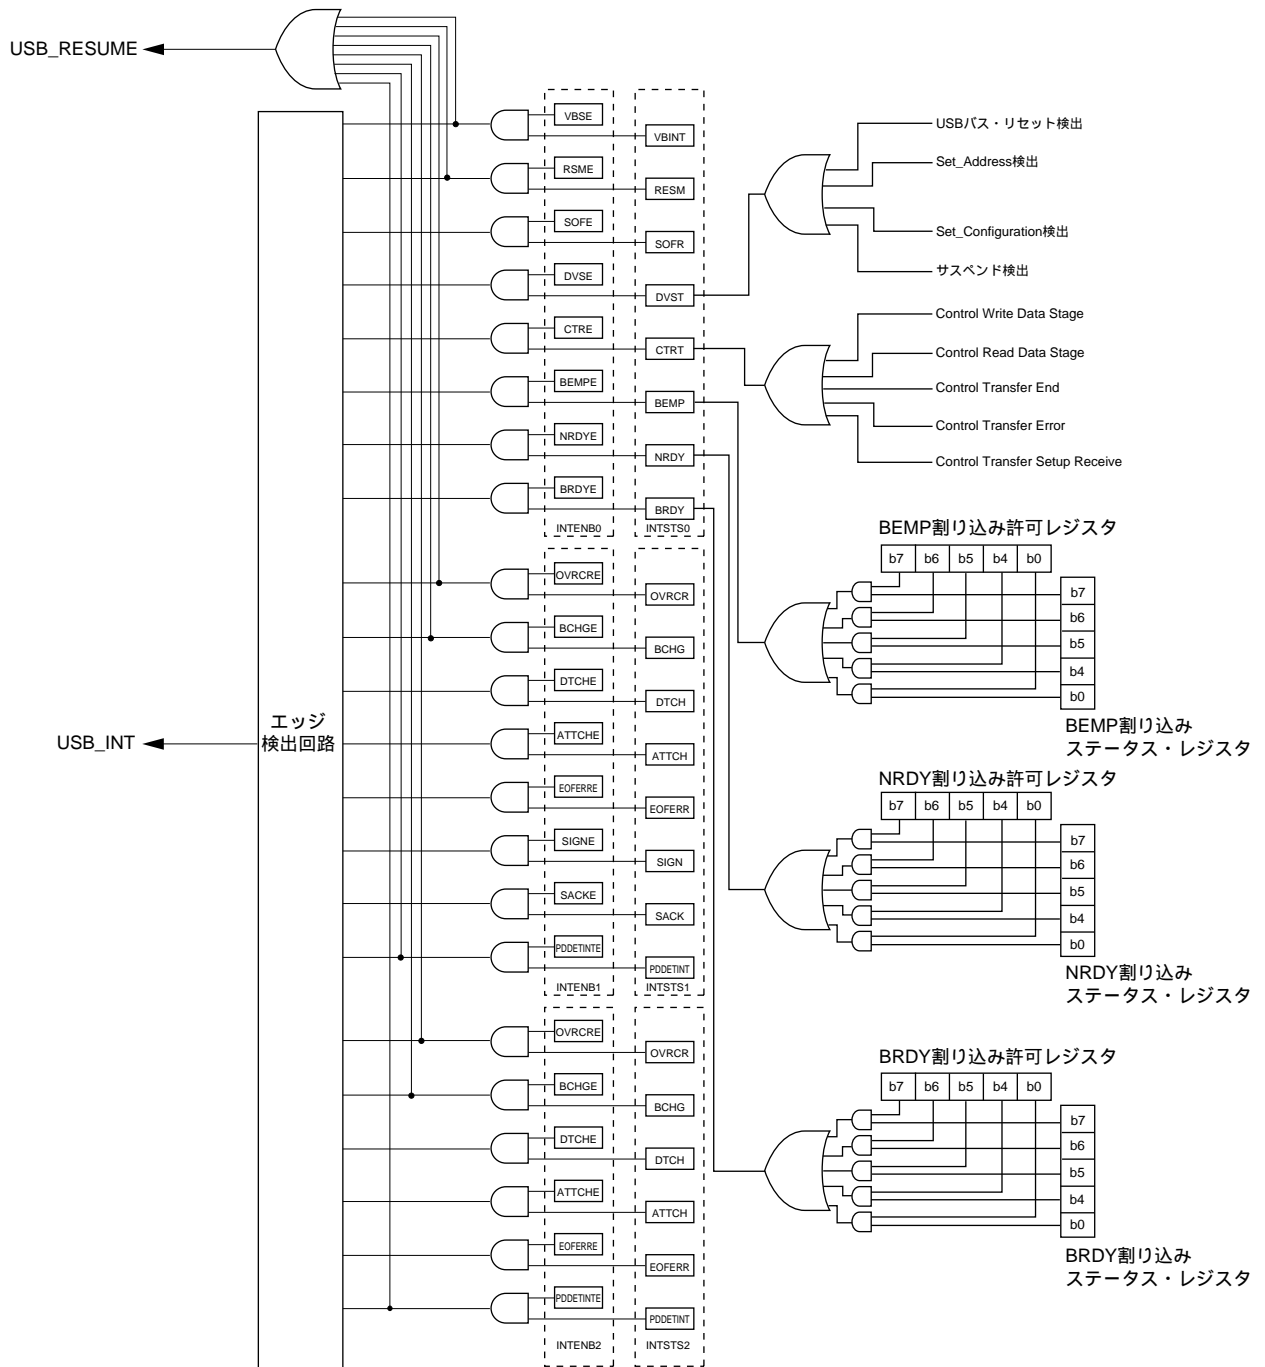 USB_RESUME
VBSE
VBINT
RSME
RESM
SOFE
SOFR
DVSE
DVST
CTRE
CTRT
BEMPE
BEMP
NRDYE
NRDY
BRDYE
BRDY
INTENB0
INTSTS0
USBバス・リセット検出
Set_Address検出
Set_Configuration検出
サスペンド検出
Control Write Data Stage
Control Read Data Stage
Control Transfer End
Control Transfer Error
Control Transfer Setup Receive
OVRCRE
OVRCR
BCHGE
BCHG
DTCHE
DTCH
ATTCHE
ATTCH
EOFERRE
EOFERR
SIGNE
SIGN
SACKE
SACK
PDDETINTE
PDDETINT
INTENB1
INTSTS1
USB_INT
エッジ
検出回路
BEMP割り込み許可レジスタ
b7 b6 b5 b4 b0
b7
b6
b5
b4
b0
BEMP割り込み
ステータス・レジスタ
NRDY割り込み許可レジスタ
b7 b6 b5 b4 b0
b7
b6
b5
b4
b0
NRDY割り込み
ステータス・レジスタ
OVRCRE
OVRCR
BCHGE
BCHG
DTCHE
DTCH
ATTCHE
ATTCH
EOFERRE
EOFERR
PDDETINTE
PDDETINT
INTENB2
INTSTS2
BRDY割り込み許可レジスタ
b7 b6 b5 b4 b0
b7
b6
b5
b4
b0
BRDY割り込み
ステータス・レジスタ